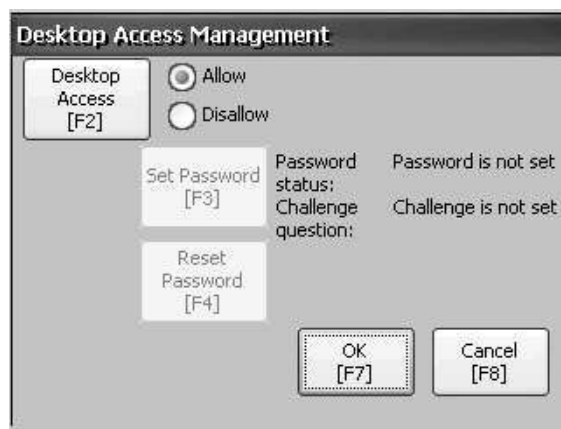 Desktop Access Management
Desktop
Access
[F2]
Allow
Disallow
Set Password
[F3]
Password
status:
Password is not set
Challenge
question:
Challenge is not set
Reset
Password
[F4]
OK
[F7]
Cancel
[F8]